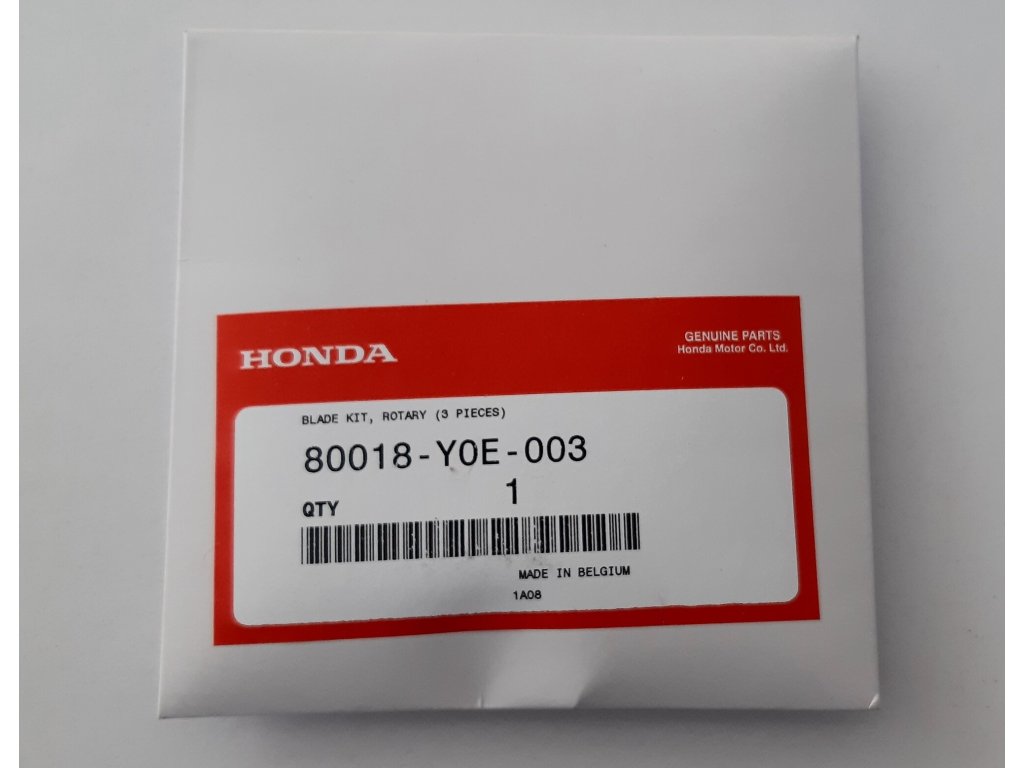 HONDA
GENUINE PARTS
Honda Motor Co. Ltd.
BLADE KIT, ROTARY (3 PIECES)
80018-Y0E-003
QTY 1
MADE IN BELGIUM
1A08